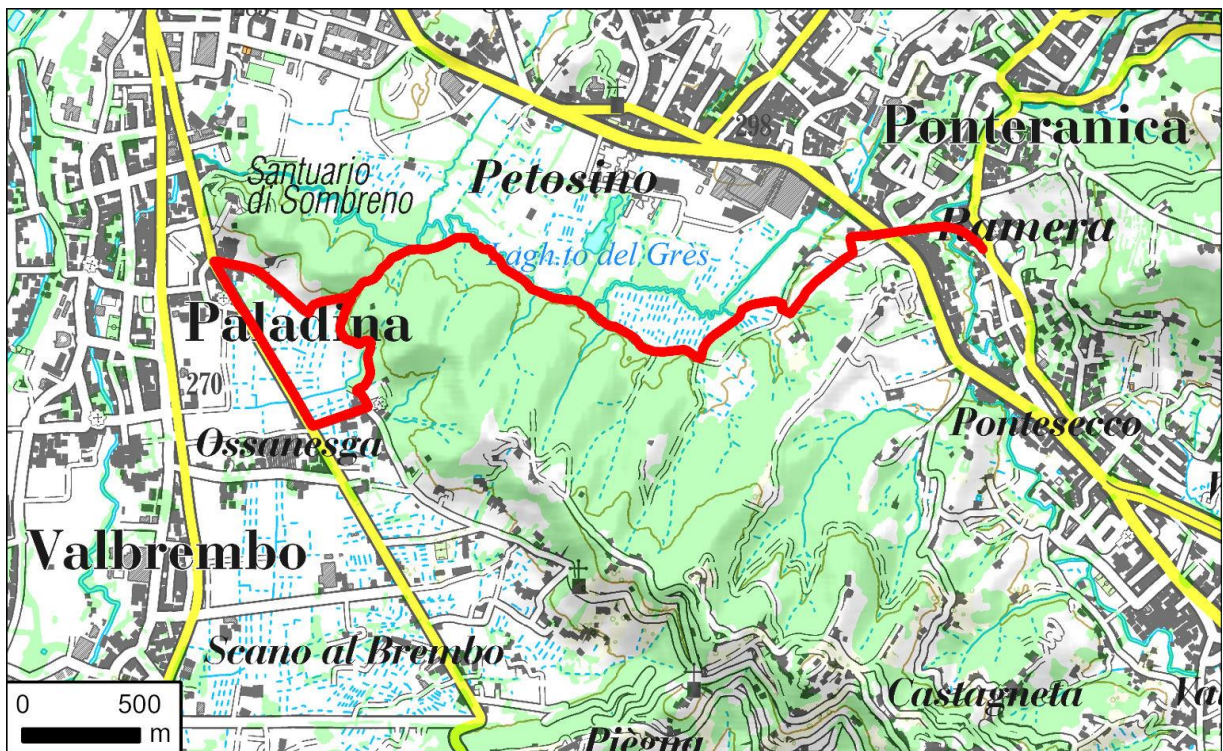 Ponteranica
298
Petosino
Santuario
di Sombreno
Ramera
Laghito del Grès
Paladina
270
Pontesecco
Ossanesga
Valbrembo
Scano al Brembo
Castagneta
0 500
m